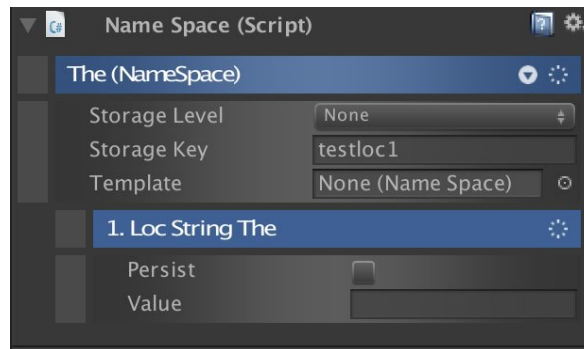 C#
Name Space (Script)
The (NameSpace)
Storage Level None
Storage Key testloc1
Template None (Name Space)
1. Loc String The
Persist
Value